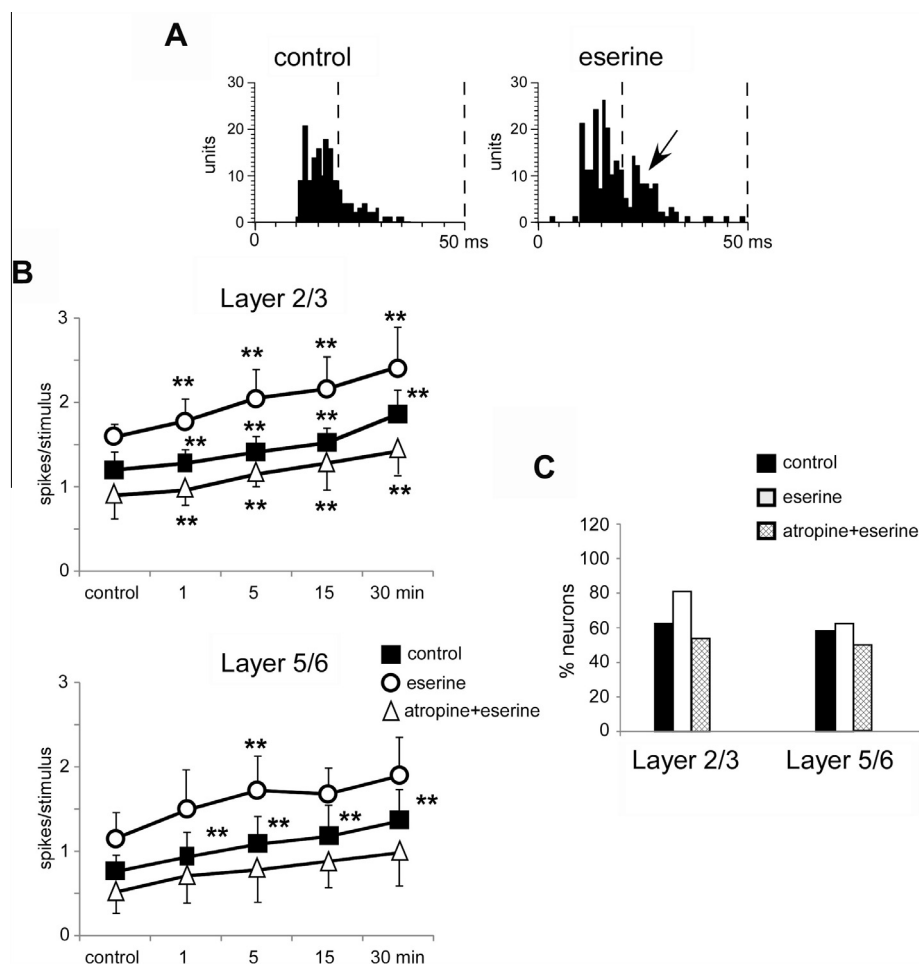 A
control
eserine
30
20
10
0
units
0
50 ms
30
20
10
0
units
0
50 ms
B
Layer 2/3
3
2
1
0
spikes/stimulus
** ** ** **
** ** ** **
** ** ** **
control 1 5 15 30 min
Layer 5/6
control
eserine
atropine+eserine
3
2
1
0
spikes/stimulus
**
** ** ** **
control 1 5 15 30 min
C
control
eserine
atropine+eserine
120
100
80
60
40
20
0
% neurons
Layer 2/3 Layer 5/6